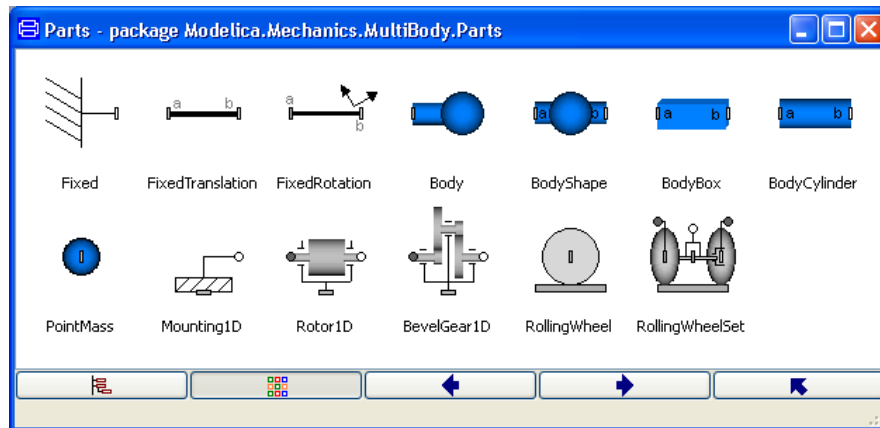 Parts - package Modelica.Mechanics.MultiBody.Parts
a b a b a b a b a b
Fixed FixedTranslation FixedRotation Body BodyShape BodyBox BodyCylinder
PointMass Mounting1D Rotor1D BevelGear1D RollingWheel RollingWheelSet